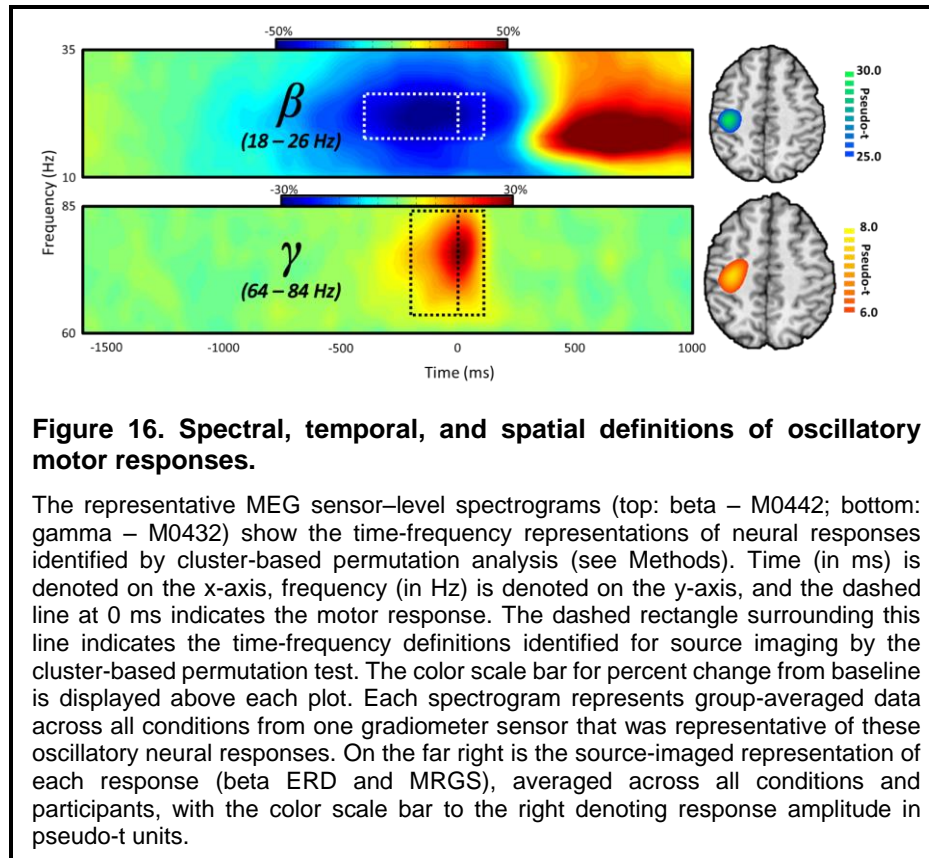 -50% 50%
35
β
(18 – 26 Hz)
10
30.0
Pseudo-t
25.0
Frequency (Hz)
-30% 30%
85
γ
(64 – 84 Hz)
60
8.0
Pseudo-t
6.0
-1500 -1000 -500 0 500 1000
Time (ms)
Figure 16. Spectral, temporal, and spatial definitions of oscillatory
motor responses.
The representative MEG sensor–level spectrograms (top: beta – M0442; bottom:
gamma – M0432) show the time-frequency representations of neural responses
identified by cluster-based permutation analysis (see Methods). Time (in ms) is
denoted on the x-axis, frequency (in Hz) is denoted on the y-axis, and the dashed
line at 0 ms indicates the motor response. The dashed rectangle surrounding this
line indicates the time-frequency definitions identified for source imaging by the
cluster-based permutation test. The color scale bar for percent change from baseline
is displayed above each plot. Each spectrogram represents group-averaged data
across all conditions from one gradiometer sensor that was representative of these
oscillatory neural responses. On the far right is the source-imaged representation of
each response (beta ERD and MRGS), averaged across all conditions and
participants, with the color scale bar to the right denoting response amplitude in
pseudo-t units.